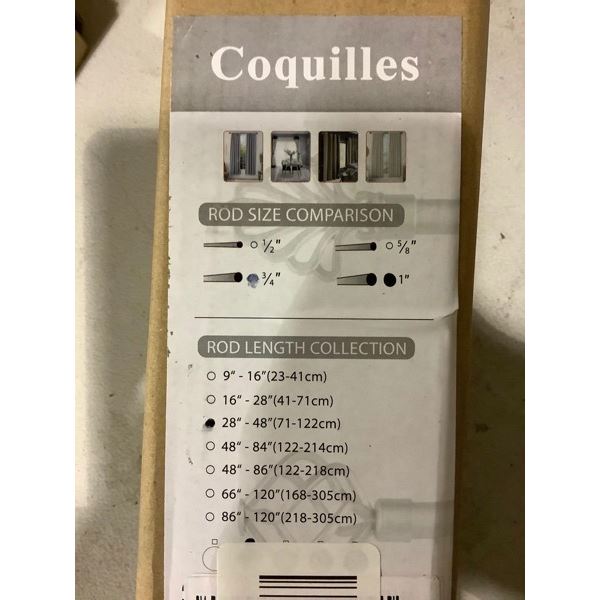 Coquilles
ROD SIZE COMPARISON
1/2" 5/8"
3/4" 1"
ROD LENGTH COLLECTION
9" - 16"(23-41cm)
16" - 28"(41-71cm)
28" - 48"(71-122cm)
48" - 84"(122-214cm)
48" - 86"(122-218cm)
66" - 120"(168-305cm)
86" - 120"(218-305cm)